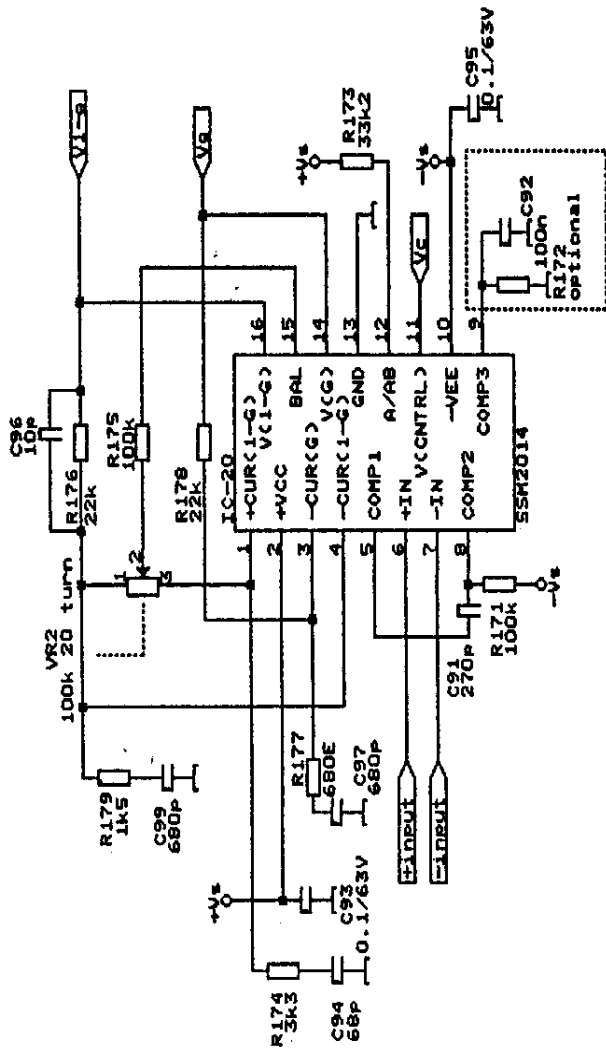 V1-g
Vg
C96
10p
R176
22k
R175
100k
R178
22k
VR2
100k 20 turn
1
2
3
R179
1k5
C99
680p
R177
680E
C97
680p
+Vs
C93
0.1/63V
R174
3k3
C94
68p
IC-20
SSM2014
+CUR(1-G)
+VCC
-CUR(G)
-CUR(1-G)
COMP1
+IN
-IN
COMP2
1
2
3
4
5
6
7
8
V(1-G)
BAL
V(G)
GND
A/AB
V(CNTRL)
-VEE
COMP3
16
15
14
13
12
11
10
9
+Vs
R173
33k2
Vc
-Vs
C95
0.1/63V
C92
100n
R172
optional
+input
-input
C91
270p
R171
100k
-Vs